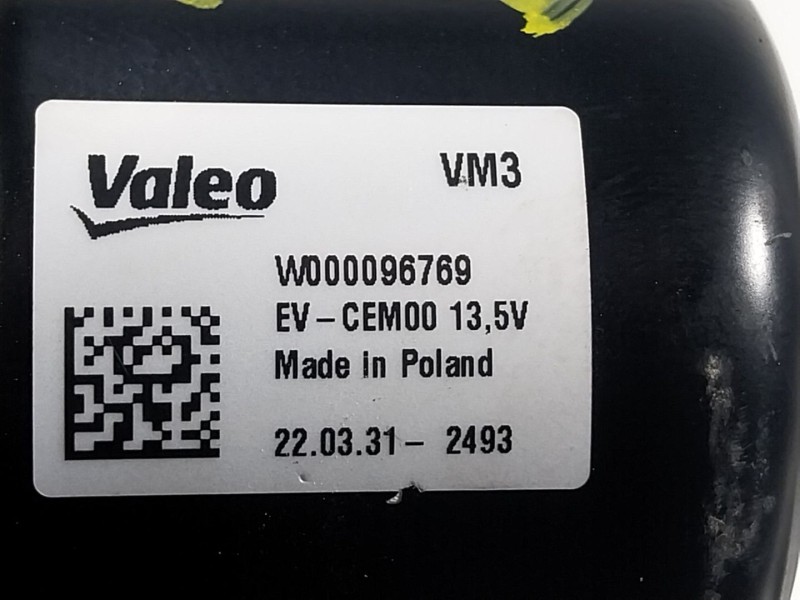 Valeo VM3
W000096769
EV-CEM00 13,5V
Made in Poland
22.03.31- 2493